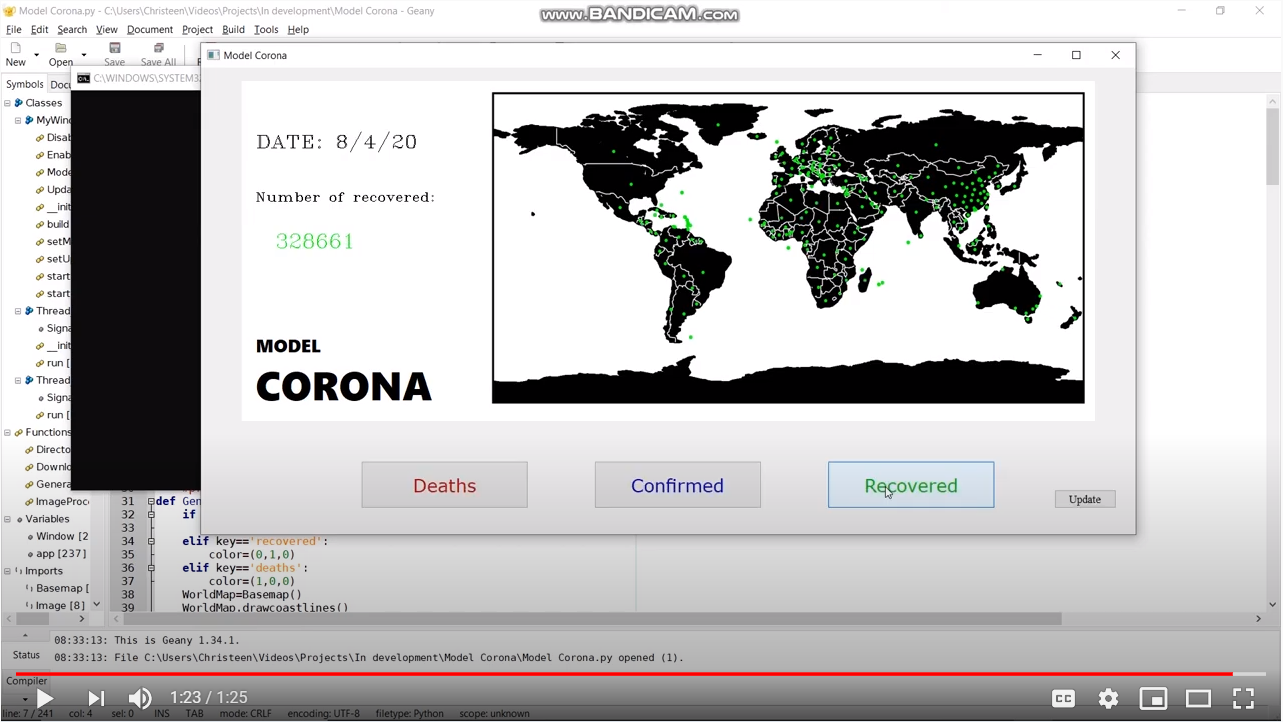 Model Corona.py - C:\Users\Christeen\Videos\Projects\In development\Model Corona - Geany
www.BANDICAM.com
File Edit Search View Document Project Build Tools Help
New Open Save Save All
Model Corona
Symbols
C:\WINDOWS\SYSTEM3
Classes
MyWind
Disab
Enab
Mode
Upda
__init
build
setM
setU
start
start
Thread
Signa
__init
run [
Thread
Signa
run [
Functions
Directo
Downlo
Genera
ImageProc
Variables
Window [2
app [237]
Imports
Basemap [
Image [8]
DATE: 8/4/20
Number of recovered:
328661
MODEL
CORONA
Deaths Confirmed Recovered
Update
31 def Gen
32 if
33
34 elif key=='recovered':
35 color=(0,1,0)
36 elif key=='deaths':
37 color=(1,0,0)
38 WorldMap=Basemap()
39 WorldMap.drawcoastlines()
Status
08:33:13: This is Geany 1.34.1.
08:33:13: File C:\Users\Christeen\Videos\Projects\In development\Model Corona\Model Corona.py opened (1).
Compiler
1:23 / 1:25
CC
line: 7 / 241 col: 4 sel: 0 INS TAB mode: CRLF encoding: UTF-8 filetype: Python scope: unknown